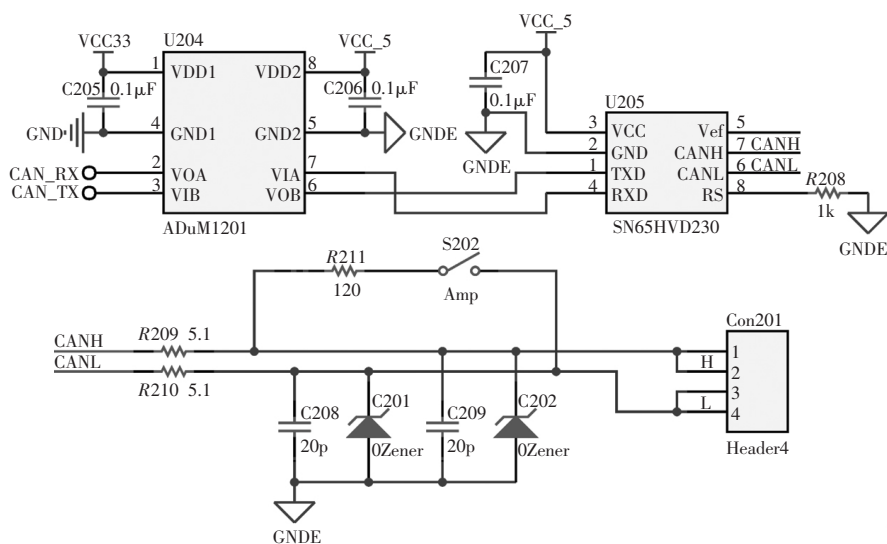 VCC33
U204
VCC_5
VCC_5
1 VDD1 VDD2 8
C205 0.1μF
C206 0.1μF
C207
0.1μF
U205
GND
4 GND1 GND2 5
GNDE
GNDE
3 VCC Vef 5
2 GND CANH 7 CANH
CAN_RX 2 VOA VIA 7
1 TXD CANL 6 CANL
CAN_TX 3 VIB VOB 6
4 RXD RS 8
R208
1k
ADuM1201
SN65HVD230
GNDE
R211
120
S202
Amp
CANH R209 5.1
CANL
R210 5.1
Con201
1
H 2
3
L 4
Header4
C208
20p
C201
0Zener
C209
20p
C202
0Zener
GNDE